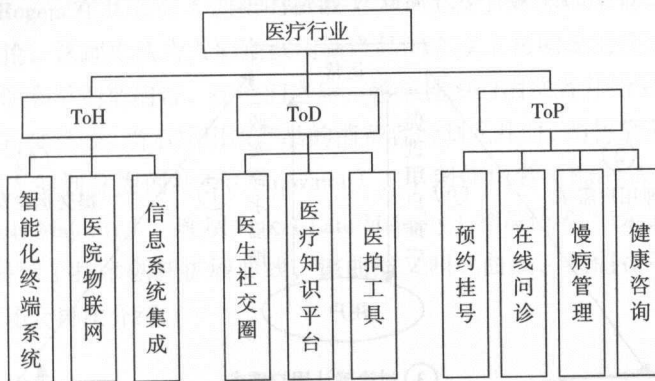 医疗行业
ToH
ToD
ToP
智能化终端系统
医院物联网
信息系统集成
医生社交圈
医疗知识平台
医拍工具
预约挂号
在线问诊
慢病管理
健康咨询